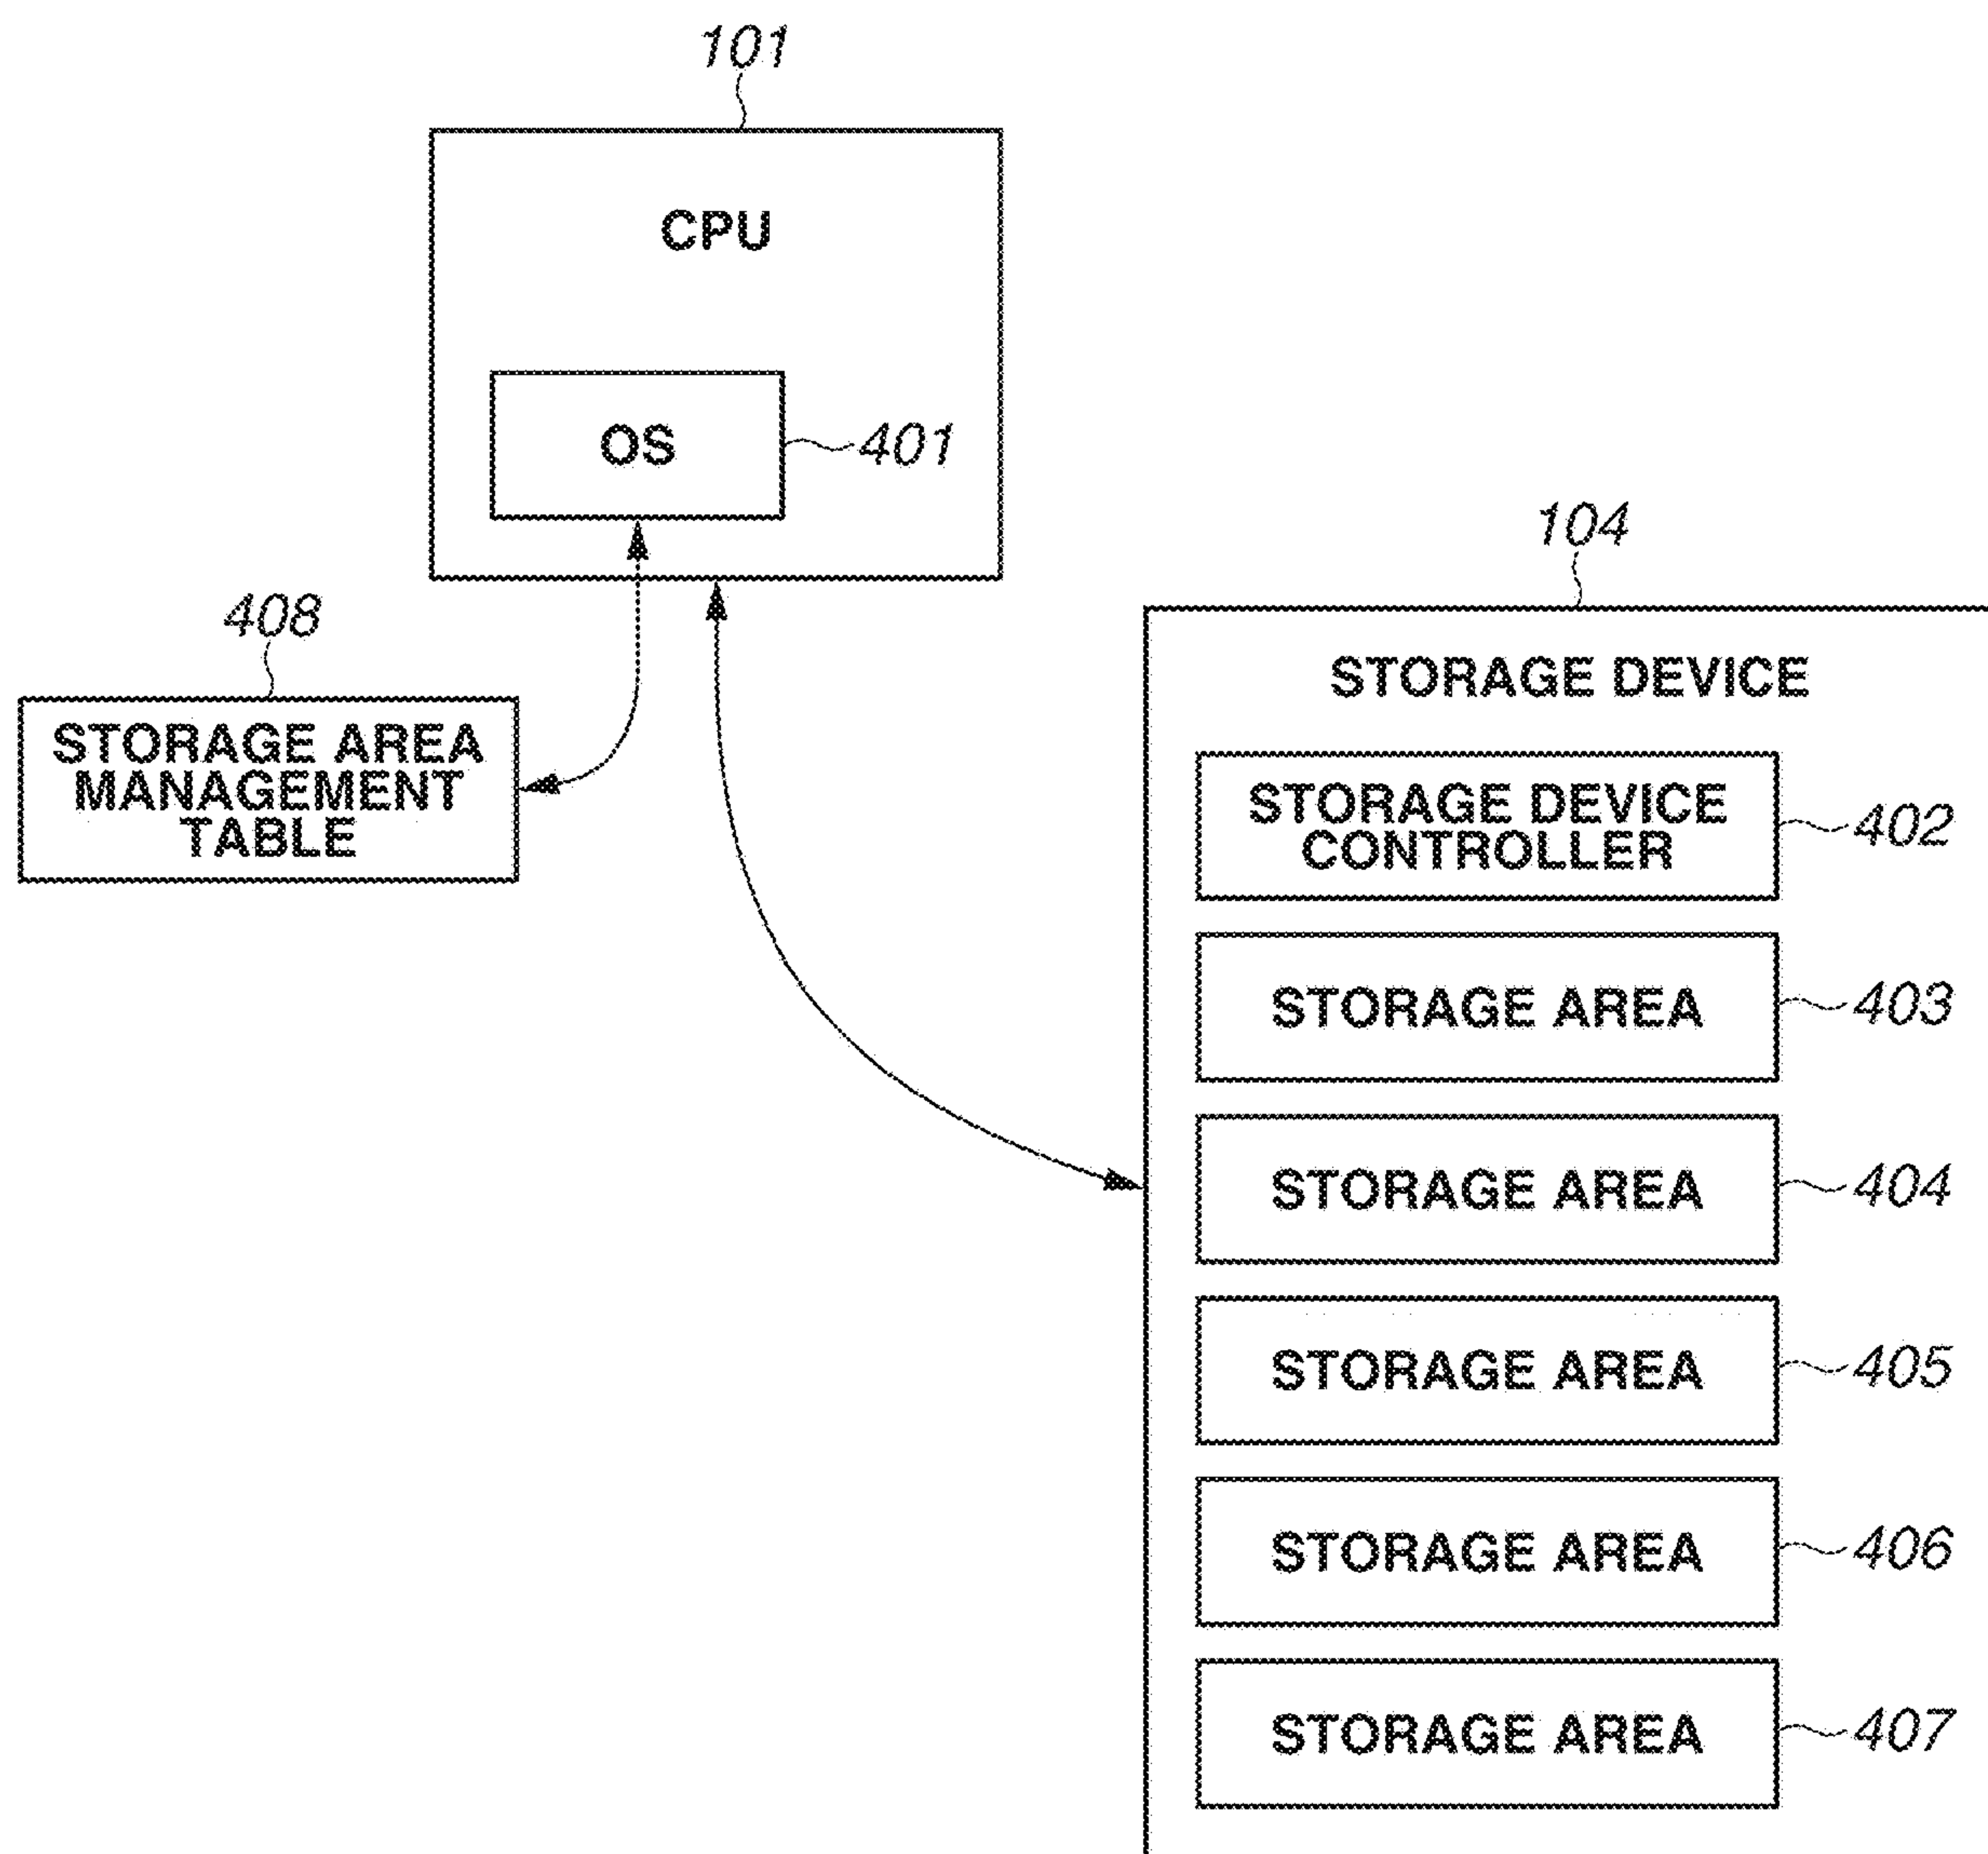 101
CPU
OS
401
408
STORAGE AREA
MANAGEMENT
TABLE
104
STORAGE DEVICE
STORAGE DEVICE
CONTROLLER
402
STORAGE AREA
403
STORAGE AREA
404
STORAGE AREA
405
STORAGE AREA
406
STORAGE AREA
407